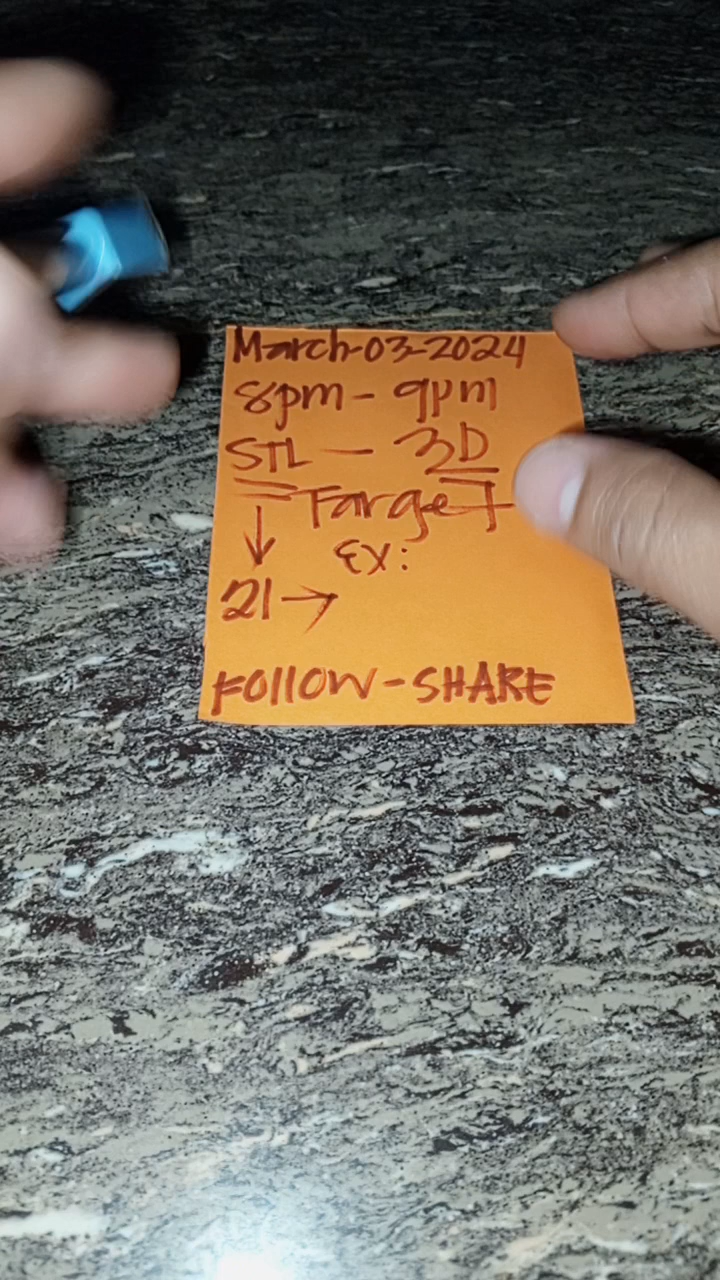 March-03-2024
8pm - 9pm
STL - 3D
Target
↓ EX:
21 →
FOllOW - SHARE